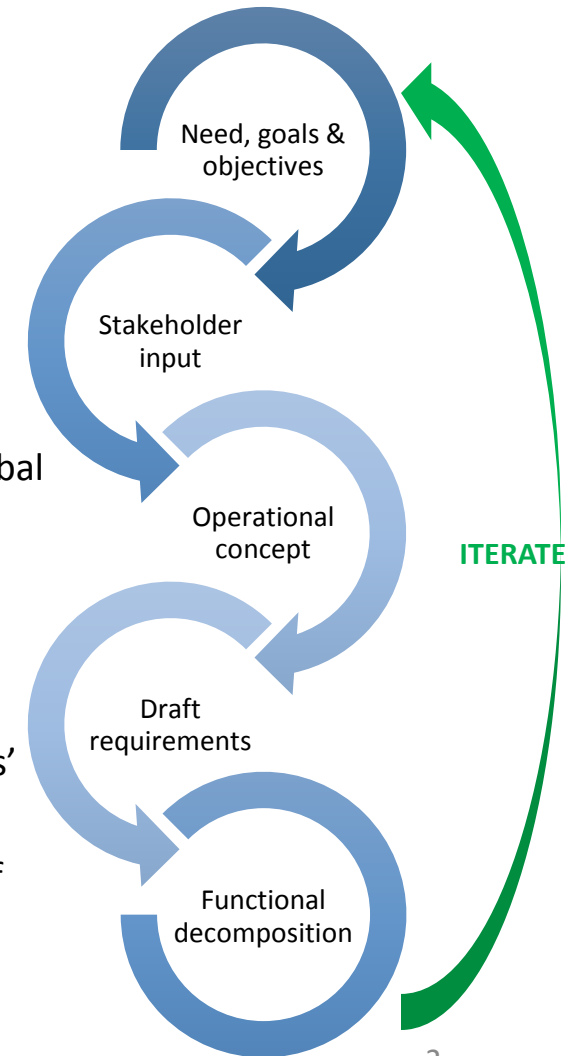 Need, goals &
objectives
Stakeholder
input
Operational
concept
ITERATE
Draft
requirements
Functional
decomposition